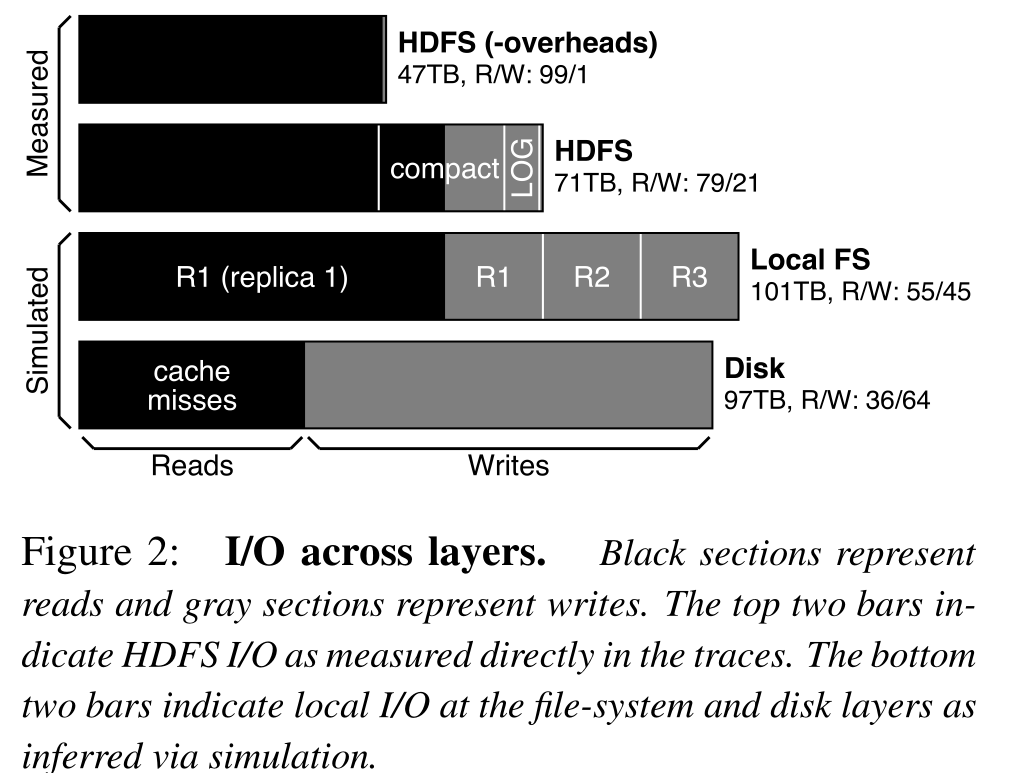 Measured
HDFS (-overheads)
47TB, R/W: 99/1
compact
LOG
HDFS
71TB, R/W: 79/21
Simulated
R1 (replica 1)
R1
R2
R3
Local FS
101TB, R/W: 55/45
cache
misses
Disk
97TB, R/W: 36/64
Reads
Writes
Figure 2: I/O across layers. Black sections represent
reads and gray sections represent writes. The top two bars in-
dicate HDFS I/O as measured directly in the traces. The bottom
two bars indicate local I/O at the file-system and disk layers as
inferred via simulation.